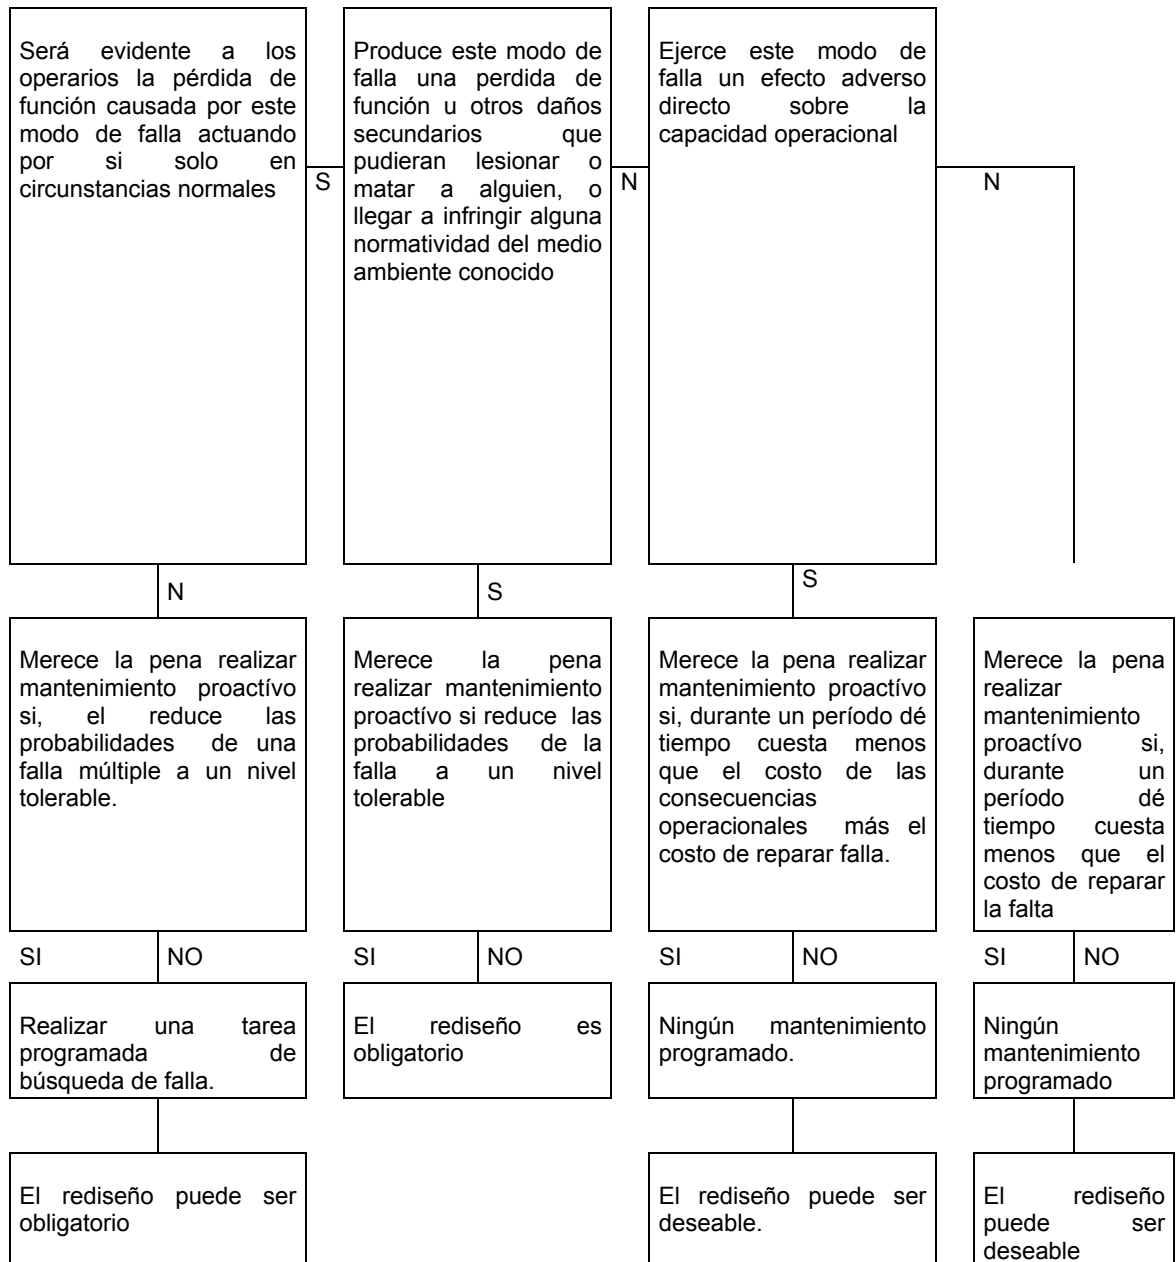 Será evidente a los
operarios la pérdida de
función causada por este
modo de falla actuando
por si solo en
circunstancias normales
S
Produce este modo de
falla una perdida de
función u otros daños
secundarios que
pudieran lesionar o
matar a alguien, o
llegar a infringir alguna
normatividad del medio
ambiente conocido
N
Ejerce este modo de
falla un efecto adverso
directo sobre la
capacidad operacional
N
N
S
S
Merece la pena realizar
mantenimiento proactívo
si, el reduce las
probabilidades de una
falla múltiple a un nivel
tolerable.
Merece la pena
realizar mantenimiento
proactívo si reduce las
probabilidades de la
falla a un nivel
tolerable
Merece la pena realizar
mantenimiento proactívo
si, durante un período dé
tiempo cuesta menos
que el costo de las
consecuencias
operacionales más el
costo de reparar falla.
Merece la pena
realizar
mantenimiento
proactívo si,
durante un
período dé
tiempo cuesta
menos que el
costo de reparar
la falta
SI NO
SI NO
SI NO
SI NO
Realizar una tarea
programada de
búsqueda de falla.
El rediseño es
obligatorio
Ningún mantenimiento
programado.
Ningún
mantenimiento
programado
El rediseño puede ser
obligatorio
El rediseño puede ser
deseable.
El rediseño
puede ser
deseable